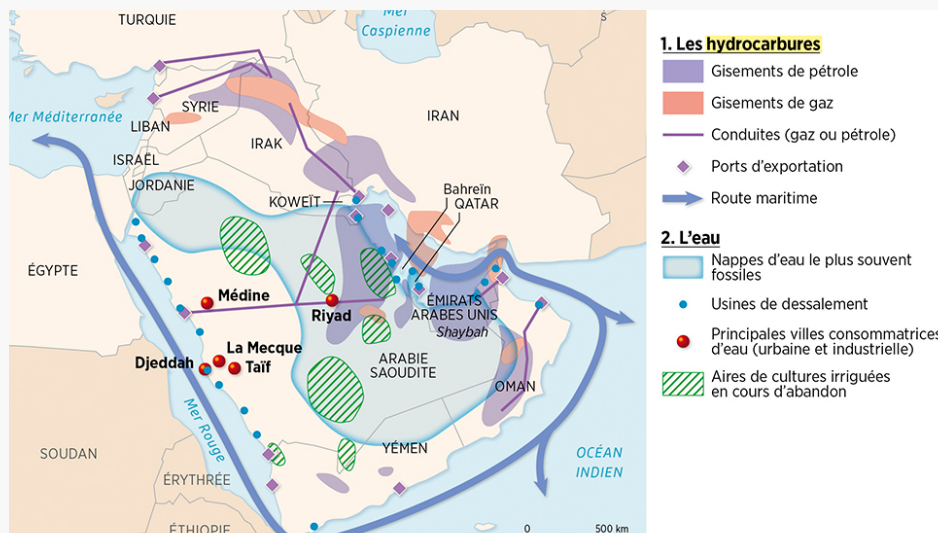 TURQUIE
Mer
Caspienne
S
SYRIE
Mer Méditerranée
LIBAN
IRAK
IRAN
ISRAËL
JORDANIE
KOWEÏT
Bahreïn
QATAR
ÉGYPTE
Médine
Riyad
ÉMIRATS
ARABES UNIS
Shaybah
La Mecque
Djeddah
Taïf
ARABIE
SAOUDITE
OMAN
Mer Rouge
SOUDAN
YÉMEN
OCÉAN
INDIEN
ÉRYTHRÉE
ÉTHIOPIE
0 500 km
1. Les hydrocarbures
Gisements de pétrole
Gisements de gaz
Conduites (gaz ou pétrole)
Ports d'exportation
Route maritime
2. L'eau
Nappes d'eau le plus souvent
fossiles
Usines de dessalement
Principales villes consommatrices
d'eau (urbaine et industrielle)
Aires de cultures irriguées
en cours d'abandon